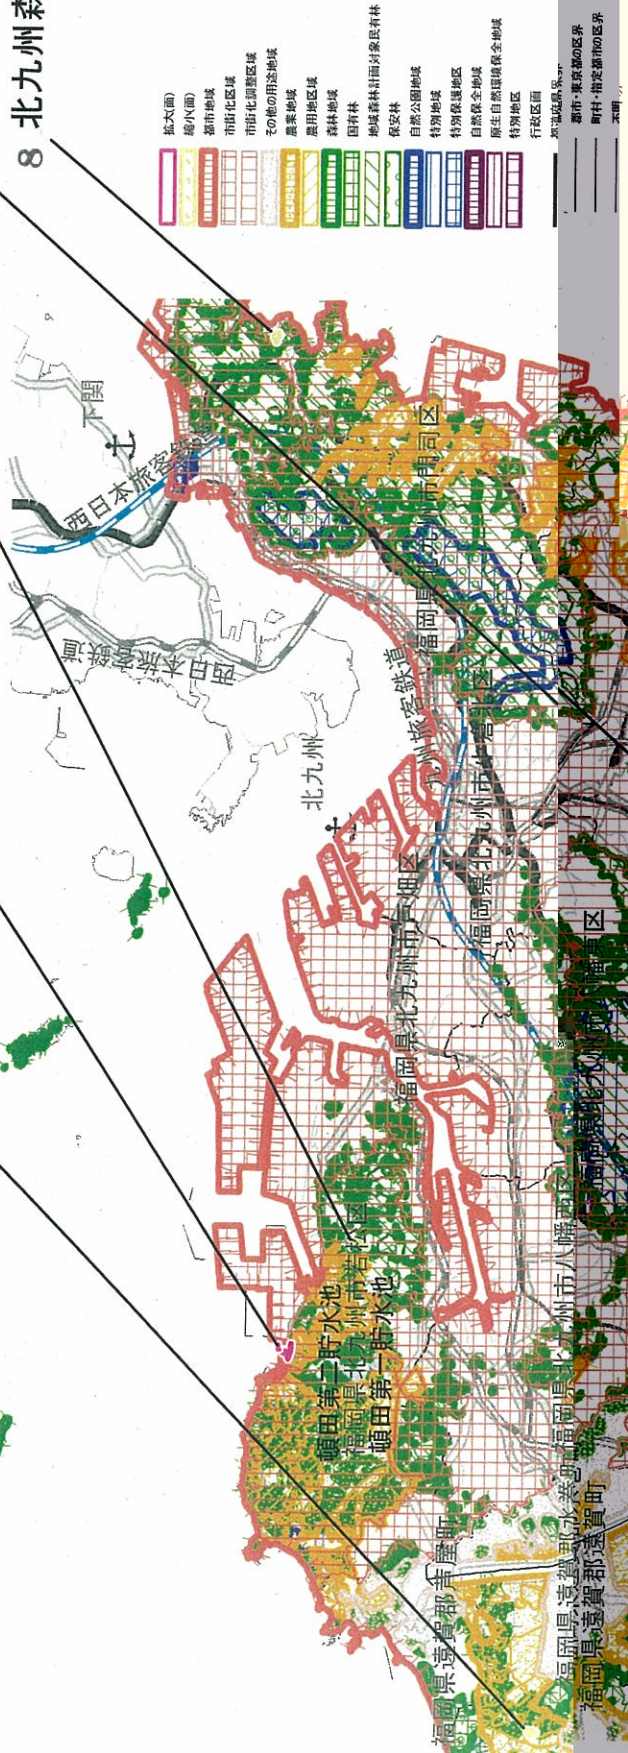 8 北九州森
拡大(面)
縮小(面)
都市地域
市街化区域
市街化調整区域
その他の用途地域
農業地域
農用地区域
森林地域
国有林
地域森林計画対象民有林
保安林
自然公園地域
特別地域
特別保護地区
自然保全地域
原生自然環境保全地域
特別地区
行政区画
郡市・東京都の区界
町村・指定都市の区界
不明
下関
西日本旅客鉄道
西日本旅客鉄道
北九州
九州旅客鉄道
福岡県北九州市門司区
福岡県北九州市小倉北区
福岡県北九州市戸畑区
福岡県北九州市八幡東区
福岡県北九州市若松区
頓田第二貯水池
頓田第一貯水池
福岡県北九州市八幡西区
福岡県遠賀郡芦屋町
福岡県遠賀郡水巻町
福岡県遠賀郡遠賀町